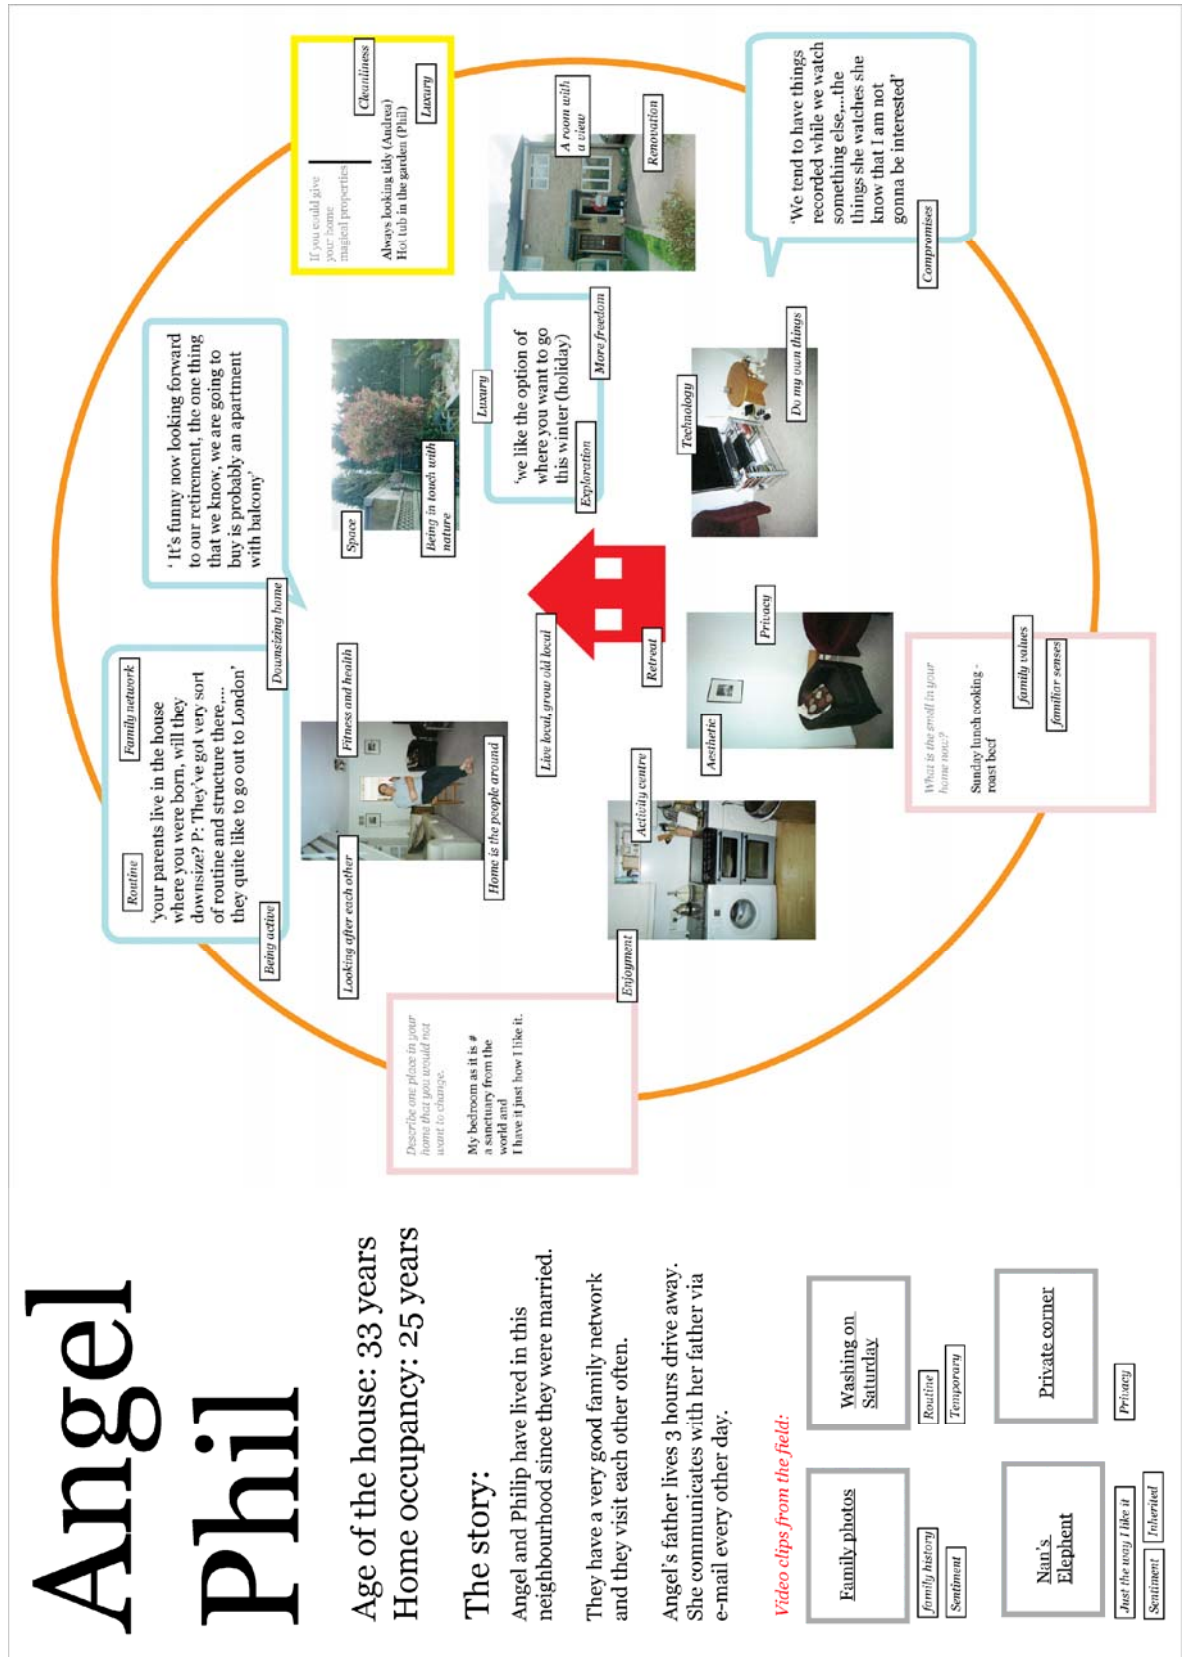 Angel
Phil
Age of the house: 33 years
Home occupancy: 25 years
The story:
Angel and Philip have lived in this
neighbourhood since they were married.
They have a very good family network
and they visit each other often.
Angel's father lives 3 hours drive away.
She communicates with her father via
e-mail every other day.
Video clips from the field:
Family photos
family history
Sentiment
Washing on
Saturday
Routine
Temporary
Nan's
Elephent
Just the way I like it
Sentiment
Inherited
Private corner
Privacy
Describe one place in your
home that you would not
want to change.
My bedroom as it is #
a sanctuary from the
world and
I have it just how I like it.
Enjoyment
Routine
Family network
'your parents live in the house
where you were born, will they
downsize? P: They've got very sort
of routine and structure there,...
they quite like to go out to London'
Being active
Downsizing home
' It's funny now looking forward
to our retirement, the one thing
that we know, we are going to
buy is probably an apartment
with balcony'
If you could give
your home
magical properties
Cleanliness
Always looking tidy (Andrea)
Hot tub in the garden (Phil)
Luxury
Looking after each other
Fitness and health
Home is the people around
Space
Being in touch with
nature
Luxury
'we like the option of
where you want to go
this winter (holiday)
Exploration
More freedom
A room with
a view
Renovation
Live local, grow old local
Retreat
Activity centre
Aesthetic
Privacy
Technology
Do my own things
'We tend to have things
recorded while we watch
something else,...the
things she watches she
know that I am not
gonna be interested'
Compromises
What is the smell in your
home now?
Sunday lunch cooking -
roast beef
family values
familiar senses